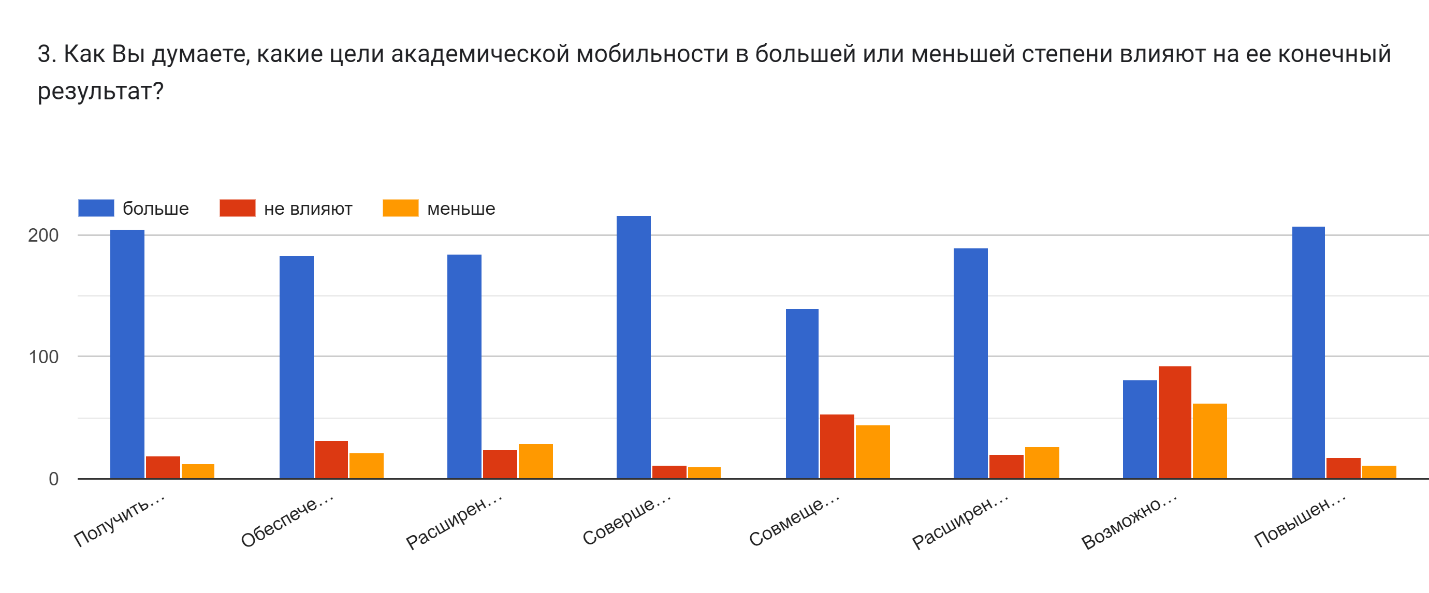 3. Как Вы думаете, какие цели академической мобильности в большей или меньшей степени влияют на ее конечный
результат?
больше не влияют меньше
200
100
0
Получить…
Обеспече…
Расширен…
Соверше…
Совмеще…
Расширен…
Возможно…
Повышен…